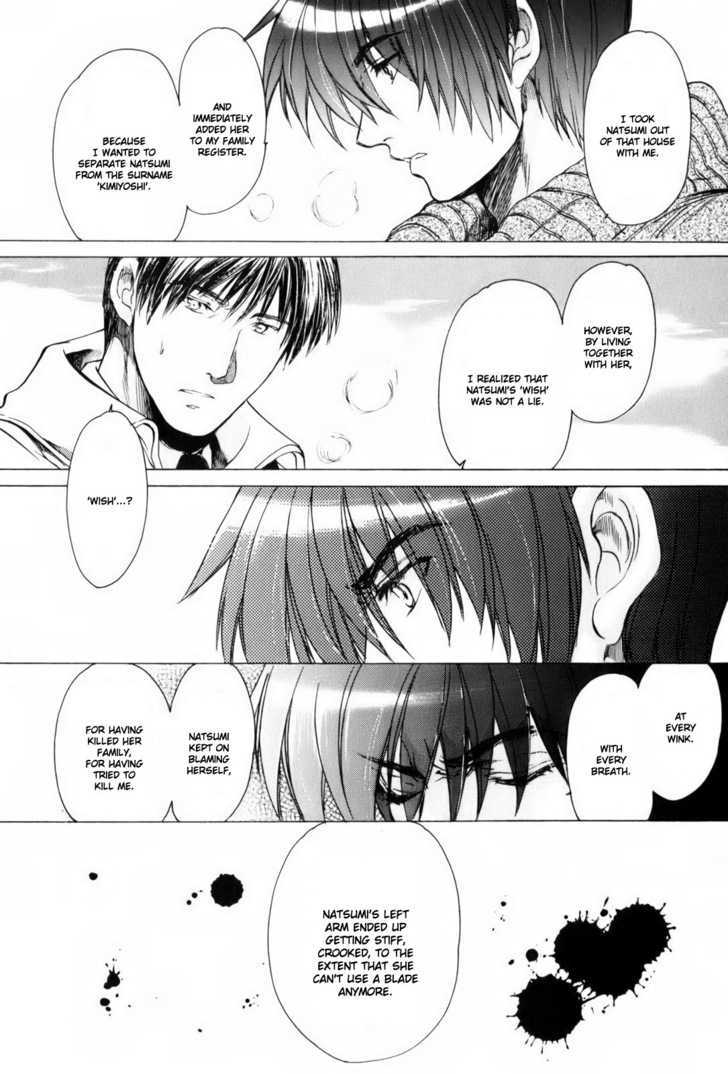 I TOOK
NATSUMI OUT
OF THAT HOUSE
WITH ME.
AND
IMMEDIATELY
ADDED HER
TO MY FAMILY
REGISTER.
BECAUSE
I WANTED TO
SEPARATE NATSUMI
FROM THE SURNAME
'KIMIYOSHI'.
HOWEVER,
BY LIVING
TOGETHER
WITH HER,
I REALIZED THAT
NATSUMI'S 'WISH'
WAS NOT A LIE.
'WISH'...?
AT
EVERY
WINK.
WITH
EVERY
BREATH.
NATSUMI
KEPT ON
BLAMING
HERSELF,
FOR HAVING
KILLED HER
FAMILY,
FOR HAVING
TRIED TO
KILL ME.
NATSUMI'S LEFT
ARM ENDED UP
GETTING STIFF,
CROOKED, TO
THE EXTENT THAT SHE
CAN'T USE A BLADE
ANYMORE.